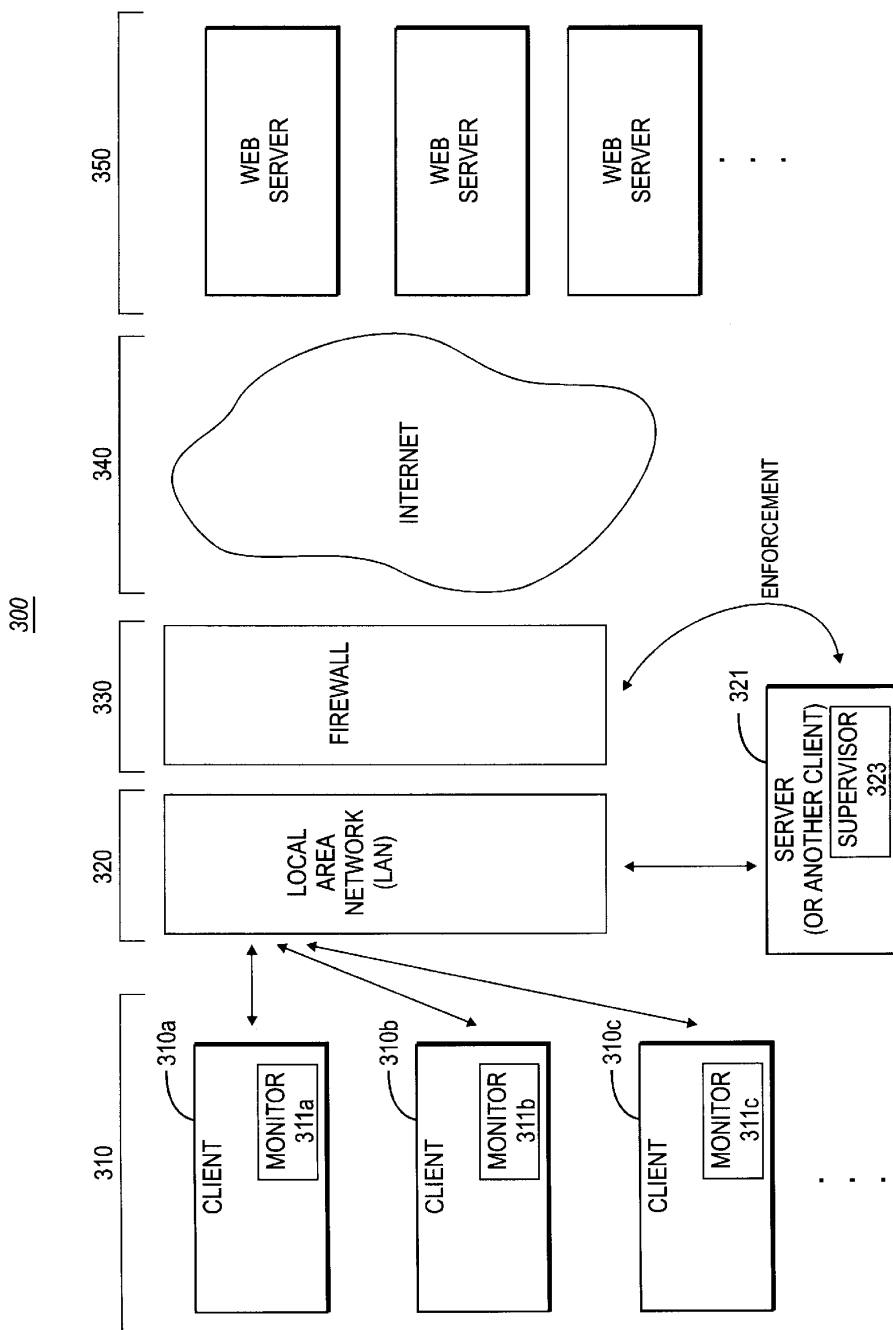 300
310
320
330
340
350
310a
CLIENT
MONITOR
311a
310b
CLIENT
MONITOR
311b
310c
CLIENT
MONITOR
311c
. . .
LOCAL
AREA
NETWORK
(LAN)
FIREWALL
INTERNET
WEB
SERVER
WEB
SERVER
WEB
SERVER
. . .
321
SERVER
(OR ANOTHER CLIENT)
SUPERVISOR
323
ENFORCEMENT